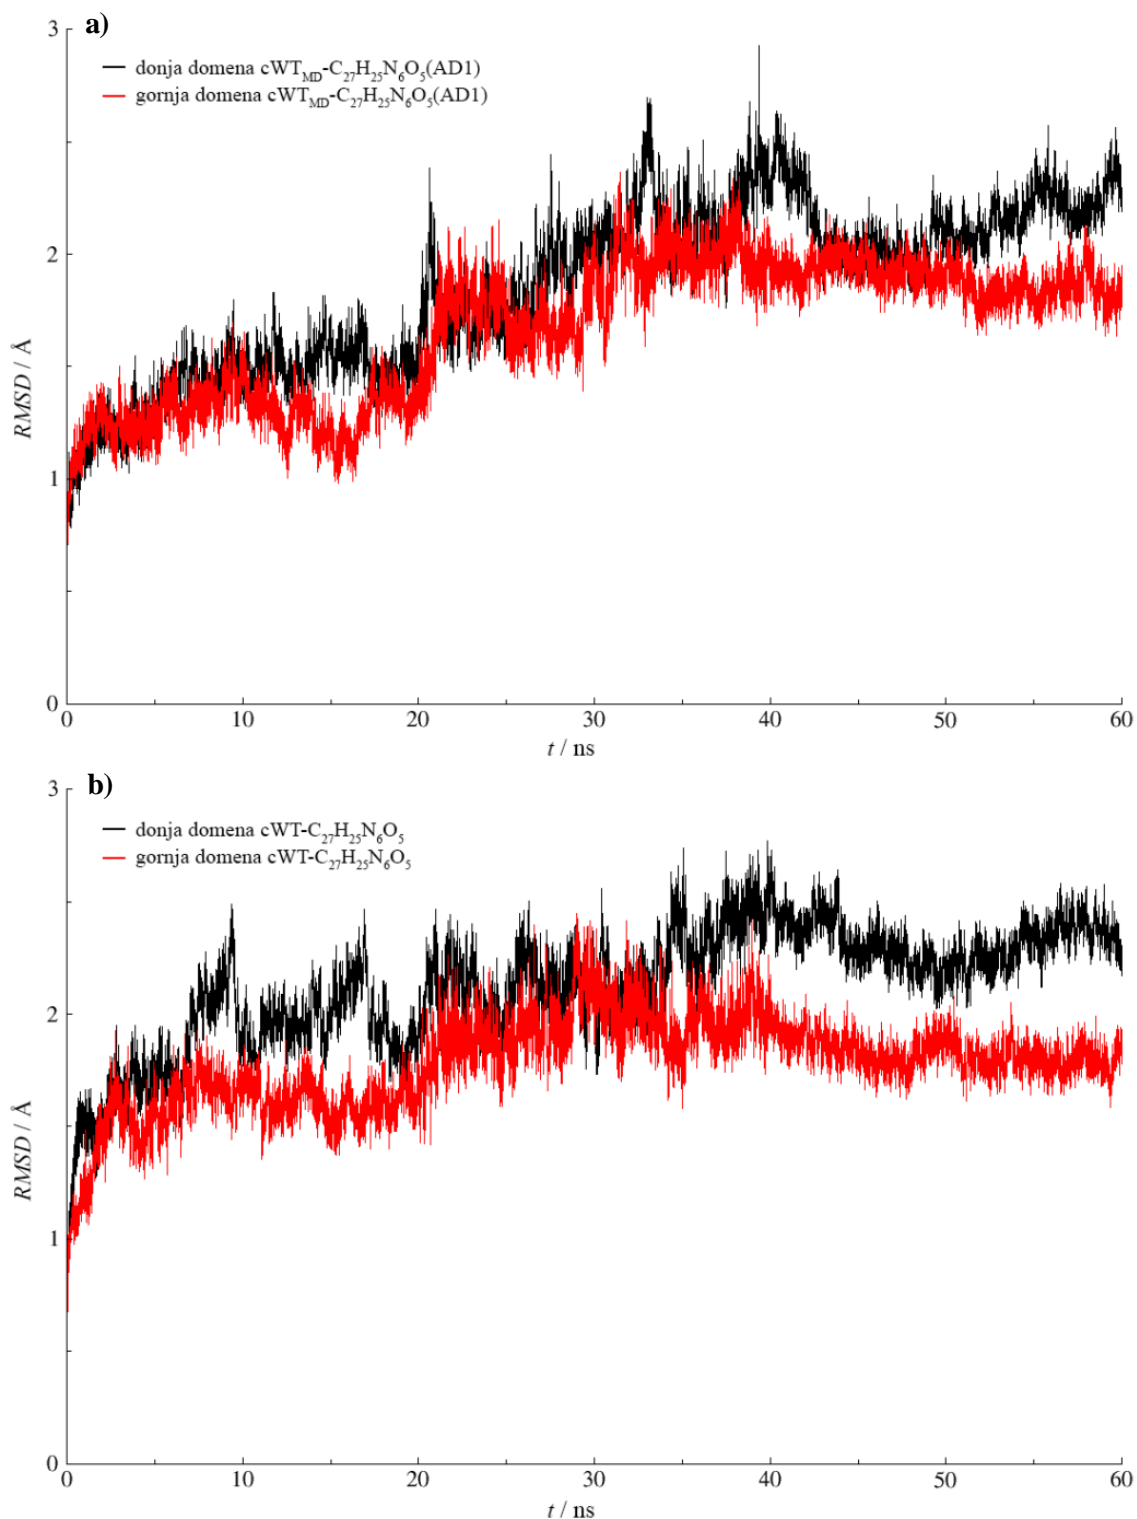 a)
3
donja domena cWT_MD-C₂₇H₂₅N₆O₅(AD1)
gornja domena cWT_MD-C₂₇H₂₅N₆O₅(AD1)
2
RMSD / Å
1
0
0 10 20 30 40 50 60
t / ns
b)
3
donja domena cWT-C₂₇H₂₅N₆O₅
gornja domena cWT-C₂₇H₂₅N₆O₅
2
RMSD / Å
1
0
0 10 20 30 40 50 60
t / ns